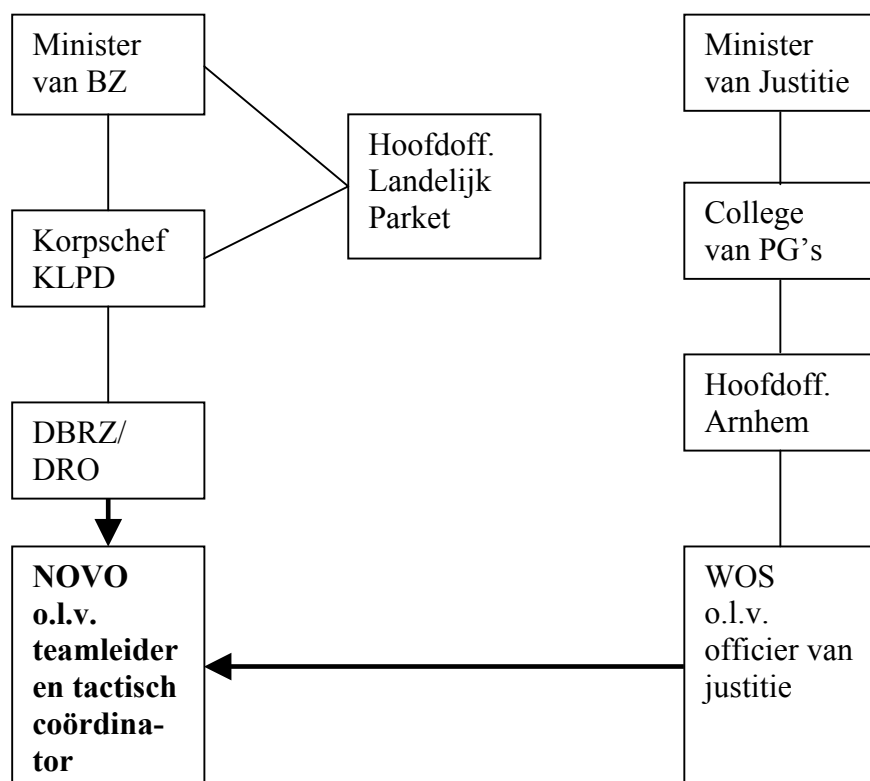 Minister
van BZ
Hoofdoff.
Landelijk
Parket
Korpschef
KLPD
DBRZ/
DRO
NOVO
o.l.v.
teamleider
en tactisch
coördina-
tor
Minister
van Justitie
College
van PG’s
Hoofdoff.
Arnhem
WOS
o.l.v.
officier van
justitie